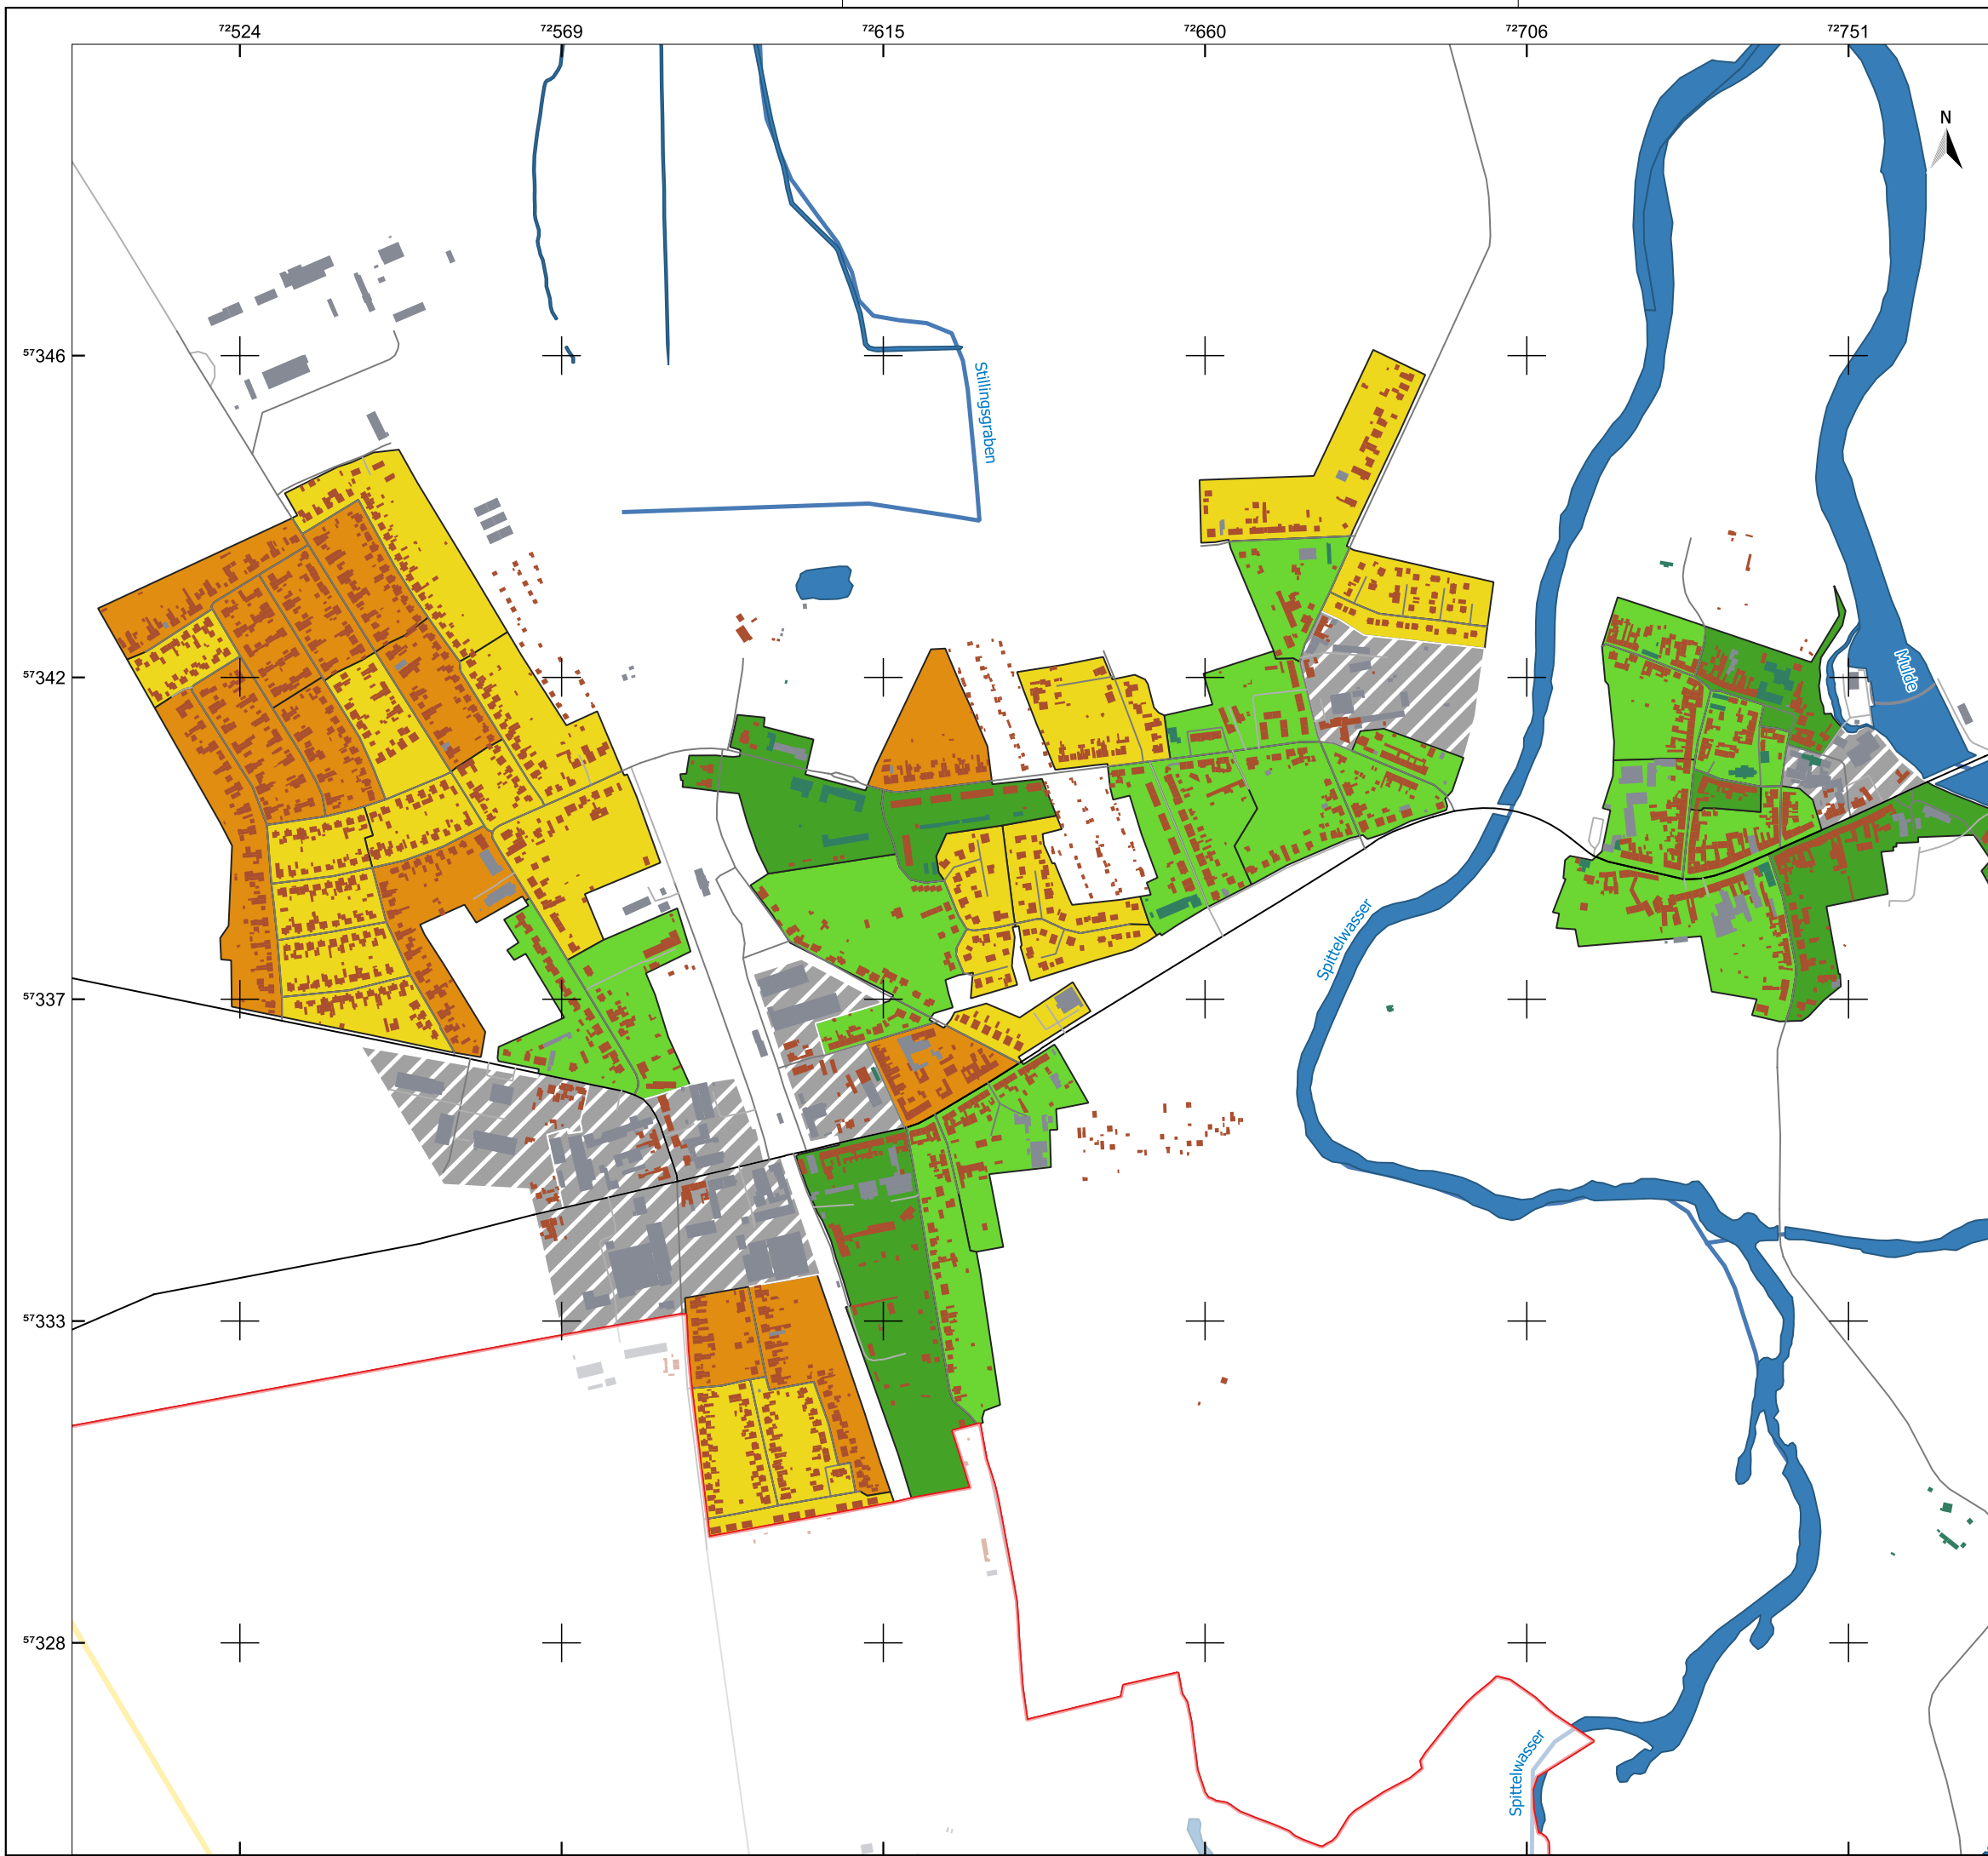 ⁷²524 ⁷²569 ⁷²615 ⁷²660 ⁷²706 ⁷²751
N
⁵⁷346
Stillingsgraben
⁵⁷342
Mulde
Spittelwasser
⁵⁷337
⁵⁷333
⁵⁷328
Spittelwasser